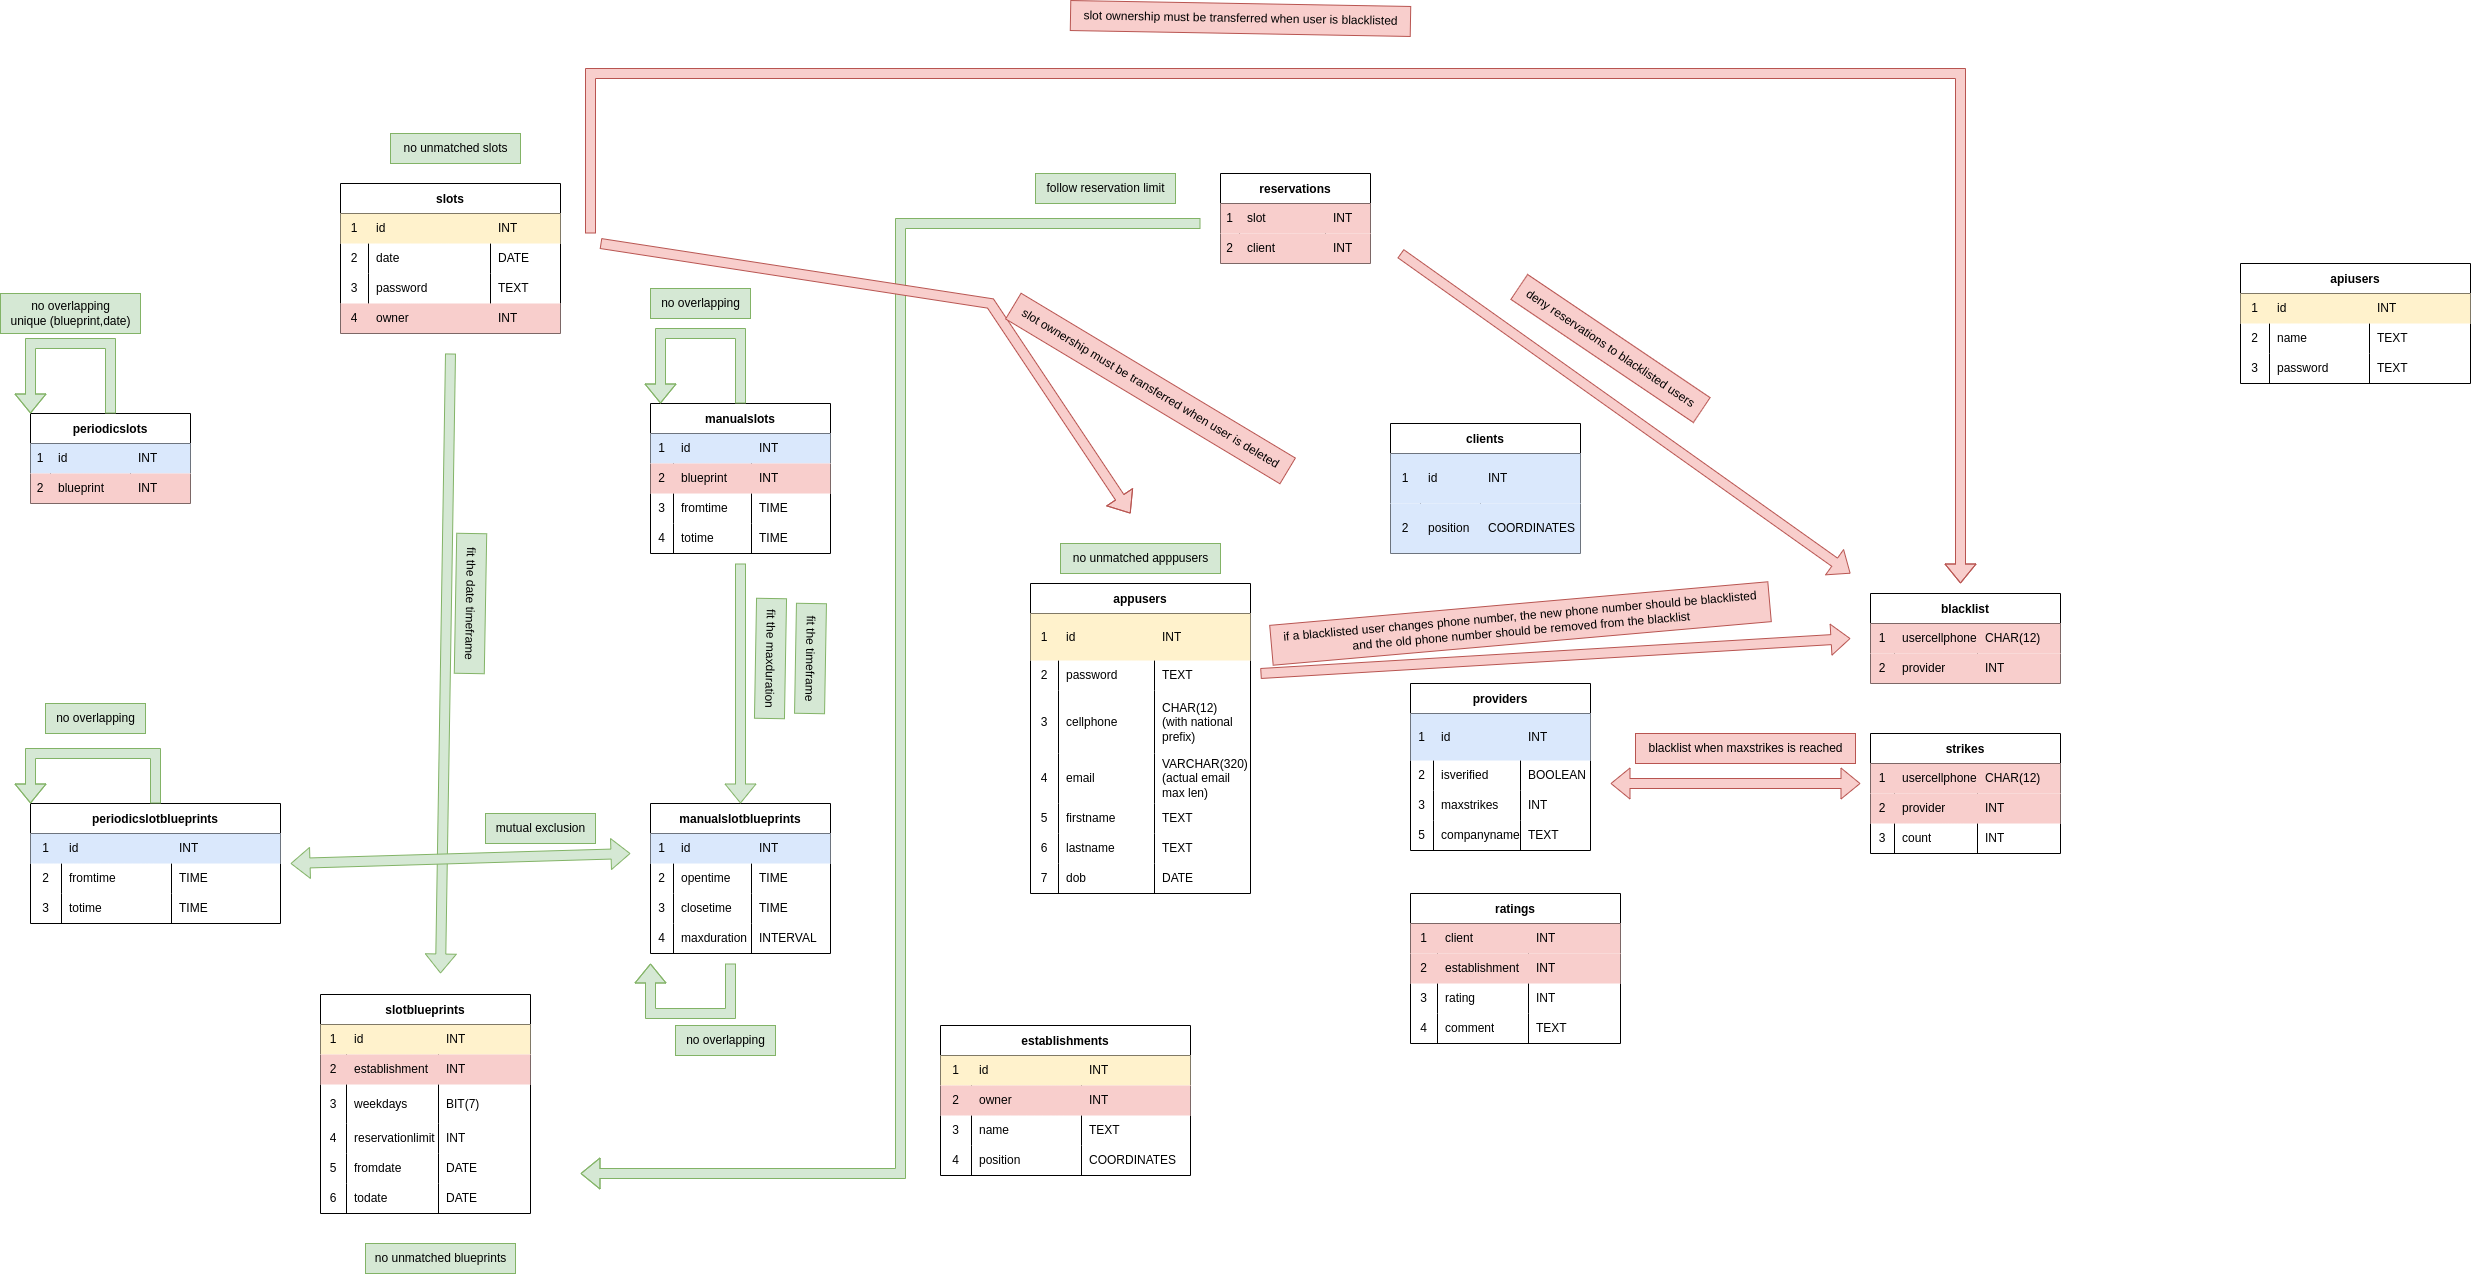 slot ownership must be transferred when user is blacklisted
no unmatched slots
slots
1 id INT
2 date DATE
3 password TEXT
4 owner INT
follow reservation limit
reservations
1 slot INT
2 client INT
apiusers
1 id INT
2 name TEXT
3 password TEXT
no overlapping
unique (blueprint,date)
periodicslots
1 id INT
2 blueprint INT
no overlapping
manualslots
1 id INT
2 blueprint INT
3 fromtime TIME
4 totime TIME
slot ownership must be transferred when user is deleted
deny reservations to blacklisted users
clients
1 id INT
2 position COORDINATES
fit the date timeframe
fit the maxduration
fit the timeframe
no unmatched apppusers
appusers
1 id INT
2 password TEXT
3 cellphone CHAR(12)
(with national
prefix)
4 email VARCHAR(320)
(actual email
max len)
5 firstname TEXT
6 lastname TEXT
7 dob DATE
if a blacklisted user changes phone number, the new phone number should be blacklisted
and the old phone number should be removed from the blacklist
blacklist
1 usercellphone CHAR(12)
2 provider INT
providers
1 id INT
2 isverified BOOLEAN
3 maxstrikes INT
5 companyname TEXT
blacklist when maxstrikes is reached
strikes
1 usercellphone CHAR(12)
2 provider INT
3 count INT
no overlapping
periodicslotblueprints
1 id INT
2 fromtime TIME
3 totime TIME
mutual exclusion
manualslotblueprints
1 id INT
2 opentime TIME
3 closetime TIME
4 maxduration INTERVAL
no overlapping
ratings
1 client INT
2 establishment INT
3 rating INT
4 comment TEXT
slotblueprints
1 id INT
2 establishment INT
3 weekdays BIT(7)
4 reservationlimit INT
5 fromdate DATE
6 todate DATE
no unmatched blueprints
establishments
1 id INT
2 owner INT
3 name TEXT
4 position COORDINATES